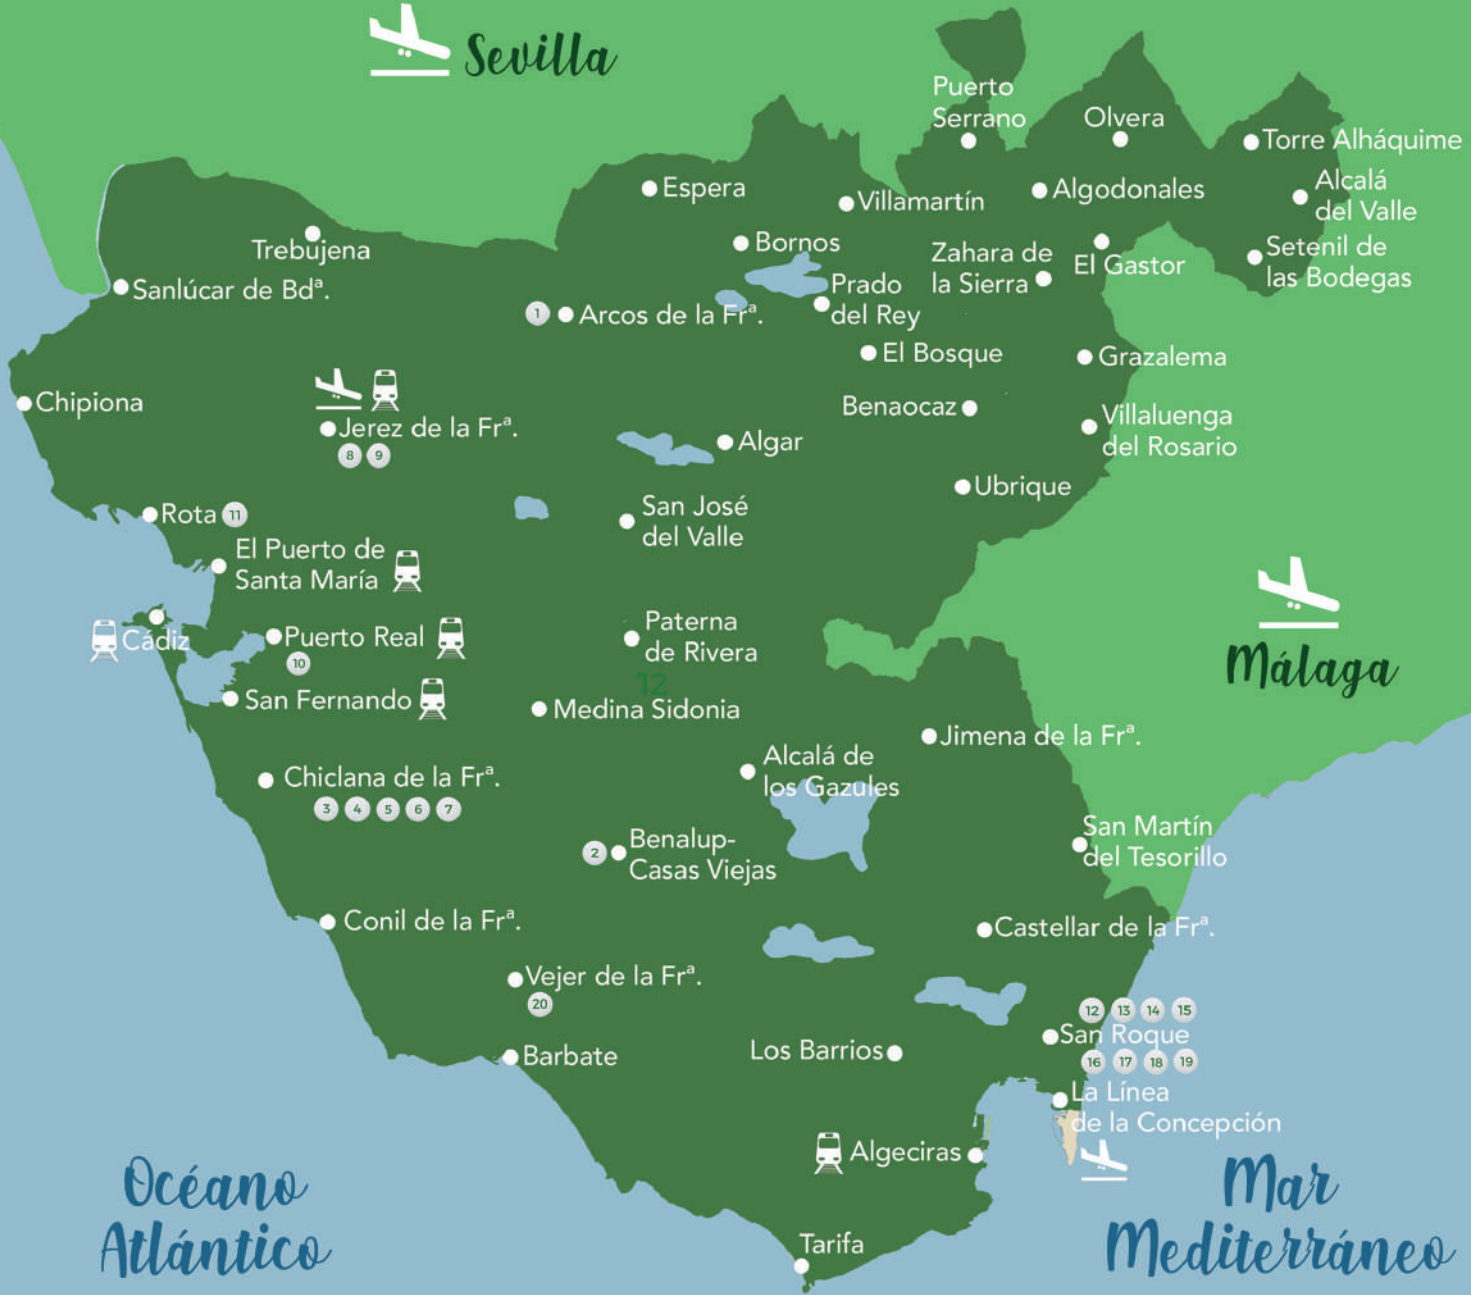 Sevilla
Puerto
Serrano
Olvera
Torre Alháquime
Espera
Villamartín
Algodonales
Alcalá
del Valle
Trebujena
Bornos
Zahara de
la Sierra
El Gastor
Setenil de
las Bodegas
Sanlúcar de Bdª.
Prado
del Rey
1 Arcos de la Frª.
El Bosque
Grazalema
Chipiona
Benaocaz
Villaluenga
del Rosario
Jerez de la Frª.
8 9
Algar
Ubrique
Rota 11
San José
del Valle
El Puerto de
Santa María
Cádiz
Puerto Real
10
Paterna
de Rivera
12
Málaga
San Fernando
Medina Sidonia
Jimena de la Frª.
Alcalá de
los Gazules
Chiclana de la Frª.
3 4 5 6 7
San Martín
del Tesorillo
2 Benalup-
Casas Viejas
Conil de la Frª.
Castellar de la Frª.
Vejer de la Frª.
20
12 13 14 15
San Roque
16 17 18 19
Barbate
Los Barrios
La Línea
de la Concepción
Algeciras
Océano
Atlántico
Mar
Mediterráneo
Tarifa